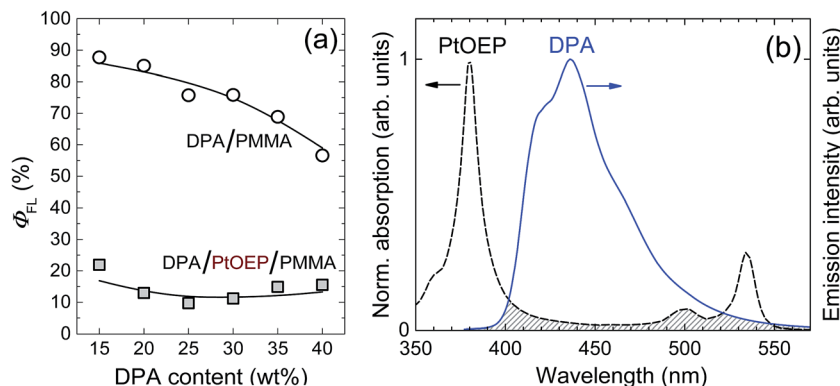 (a)
100
90
80
70
60
50
40
30
20
10
0
Φ_FL (%)
DPA/PMMA
DPA/PtOEP/PMMA
15 20 25 30 35 40
DPA content (wt%)
PtOEP DPA (b)
1
0
Norm. absorption (arb. units)
Emission intensity (arb. units)
350 400 450 500 550
Wavelength (nm)